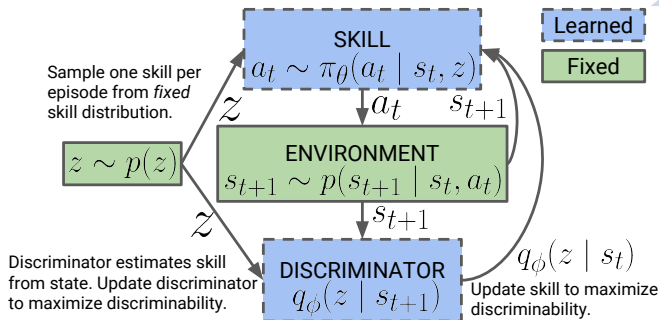 SKILL
a_t ∼ π_θ(a_t | s_t, z)
Learned
Fixed
Sample one skill per
episode from fixed
skill distribution.
z
a_t
s_{t+1}
z ∼ p(z)
ENVIRONMENT
s_{t+1} ∼ p(s_{t+1} | s_t, a_t)
z
s_{t+1}
Discriminator estimates skill
from state. Update discriminator
to maximize discriminability.
DISCRIMINATOR
q_ϕ(z | s_{t+1})
q_ϕ(z | s_t)
Update skill to maximize
discriminability.